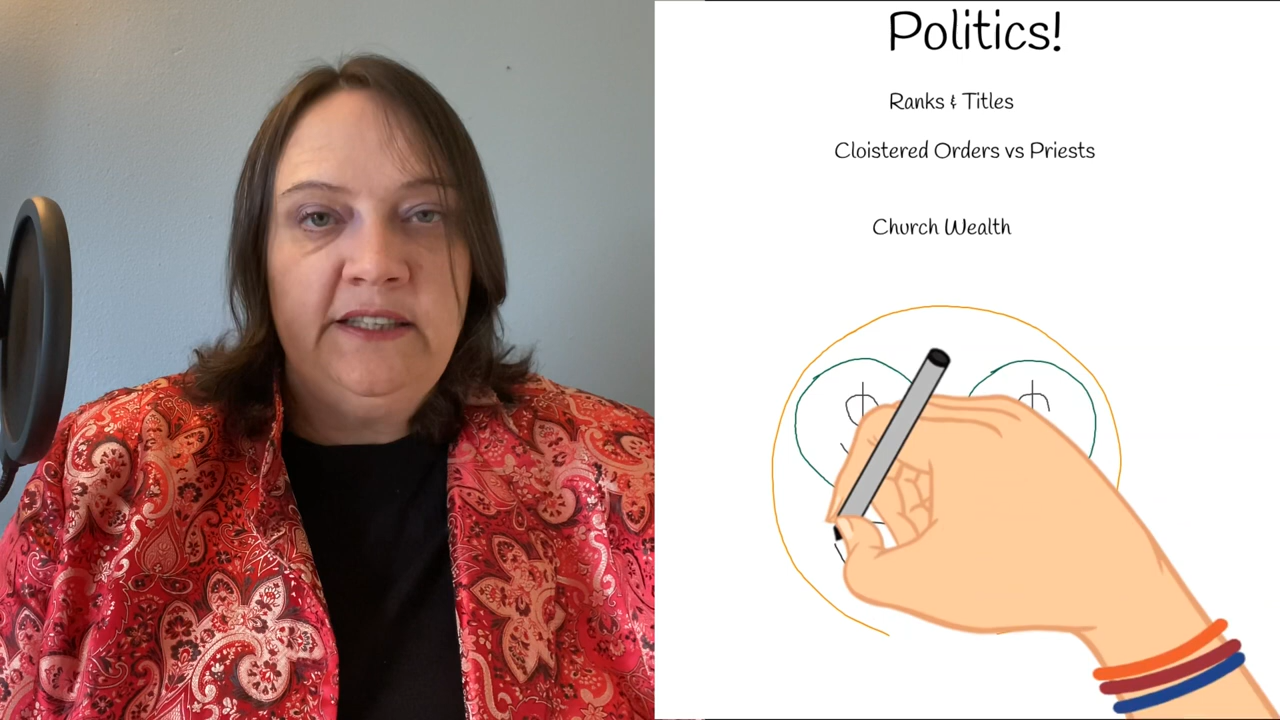 Politics!
Ranks & Titles
Cloistered Orders vs Priests
Church Wealth